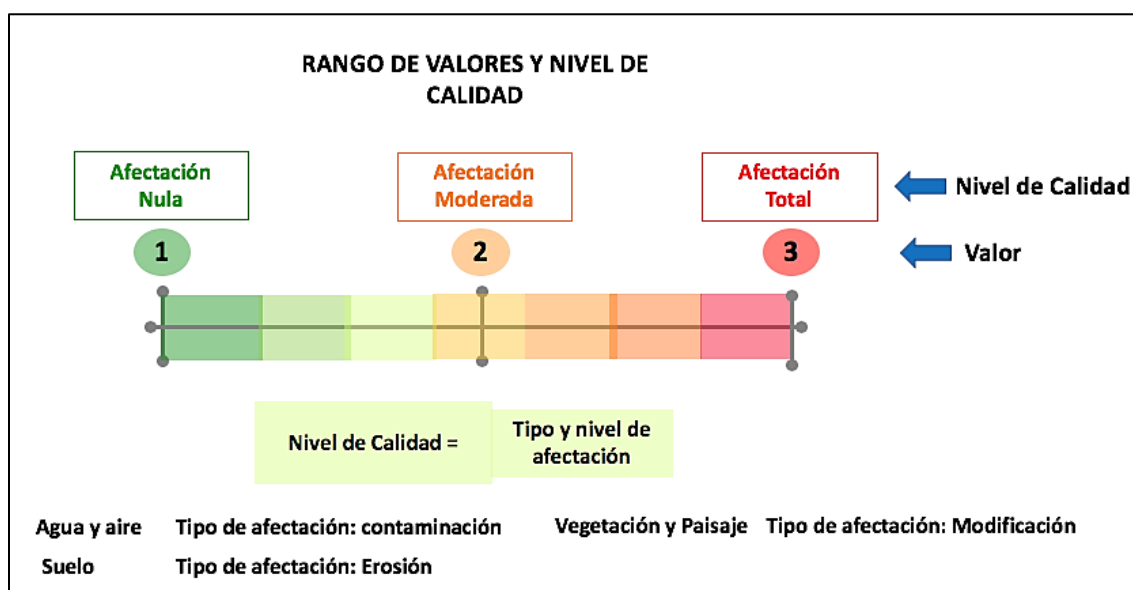 RANGO DE VALORES Y NIVEL DE
CALIDAD
Afectación
Nula
Afectación
Moderada
Afectación
Total
Nivel de Calidad
1
2
3
Valor
Nivel de Calidad =
Tipo y nivel de
afectación
Agua y aire Tipo de afectación: contaminación Vegetación y Paisaje Tipo de afectación: Modificación
Suelo Tipo de afectación: Erosión